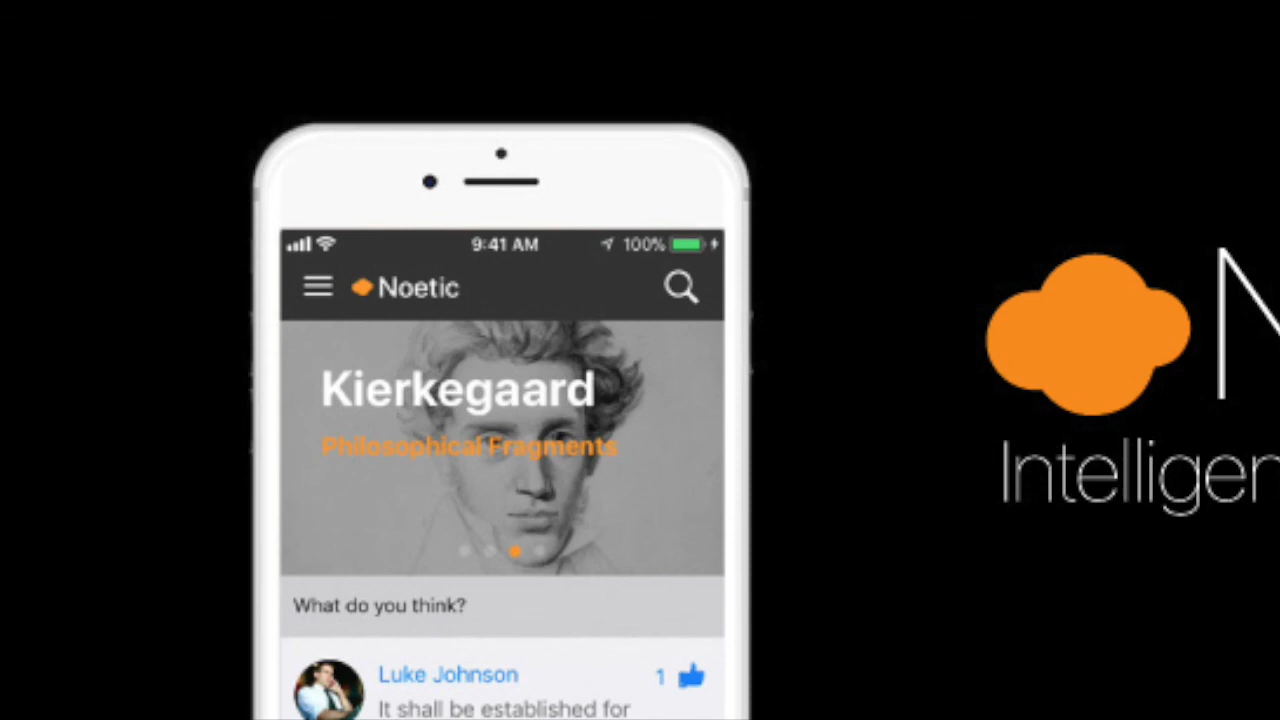 9:41 AM 100%
Noetic
Kierkegaard
Philosophical Fragments
What do you think?
Luke Johnson 1
It shall be established for
N
Intelligen